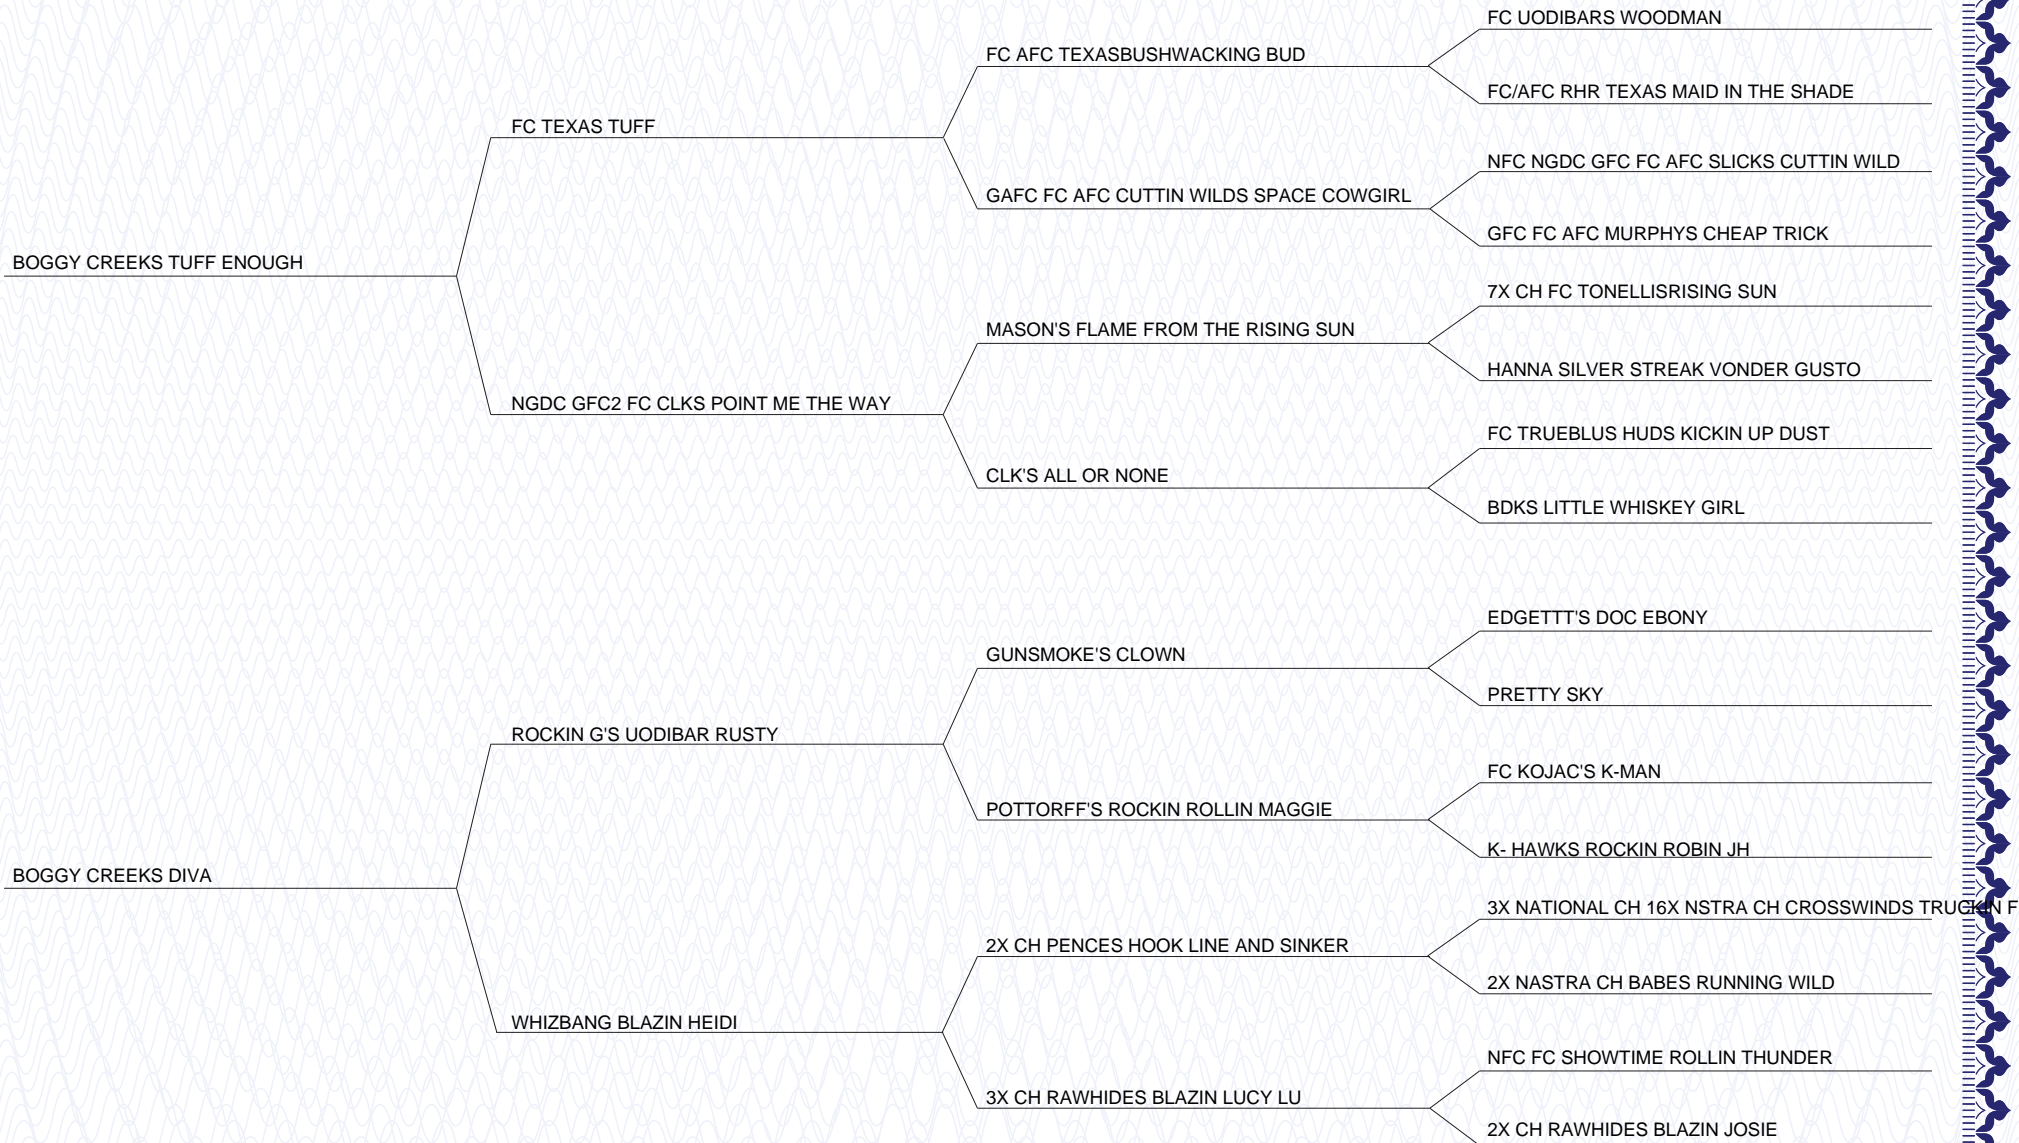 FC UODIBARS WOODMAN
FC AFC TEXASBUSHWACKING BUD
FC/AFC RHR TEXAS MAID IN THE SHADE
FC TEXAS TUFF
NFC NGDC GFC FC AFC SLICKS CUTTIN WILD
GAFC FC AFC CUTTIN WILDS SPACE COWGIRL
GFC FC AFC MURPHYS CHEAP TRICK
BOGGY CREEKS TUFF ENOUGH
7X CH FC TONELLISRISING SUN
MASON'S FLAME FROM THE RISING SUN
HANNA SILVER STREAK VONDER GUSTO
NGDC GFC2 FC CLKS POINT ME THE WAY
FC TRUEBLUS HUDS KICKIN UP DUST
CLK'S ALL OR NONE
BDKS LITTLE WHISKEY GIRL
EDGETTT'S DOC EBONY
GUNSMOKE'S CLOWN
PRETTY SKY
ROCKIN G'S UODIBAR RUSTY
FC KOJAC'S K-MAN
POTTORFF'S ROCKIN ROLLIN MAGGIE
K- HAWKS ROCKIN ROBIN JH
BOGGY CREEKS DIVA
3X NATIONAL CH 16X NSTRA CH CROSSWINDS TRUCKIN F
2X CH PENCES HOOK LINE AND SINKER
2X NASTRA CH BABES RUNNING WILD
WHIZBANG BLAZIN HEIDI
NFC FC SHOWTIME ROLLIN THUNDER
3X CH RAWHIDES BLAZIN LUCY LU
2X CH RAWHIDES BLAZIN JOSIE